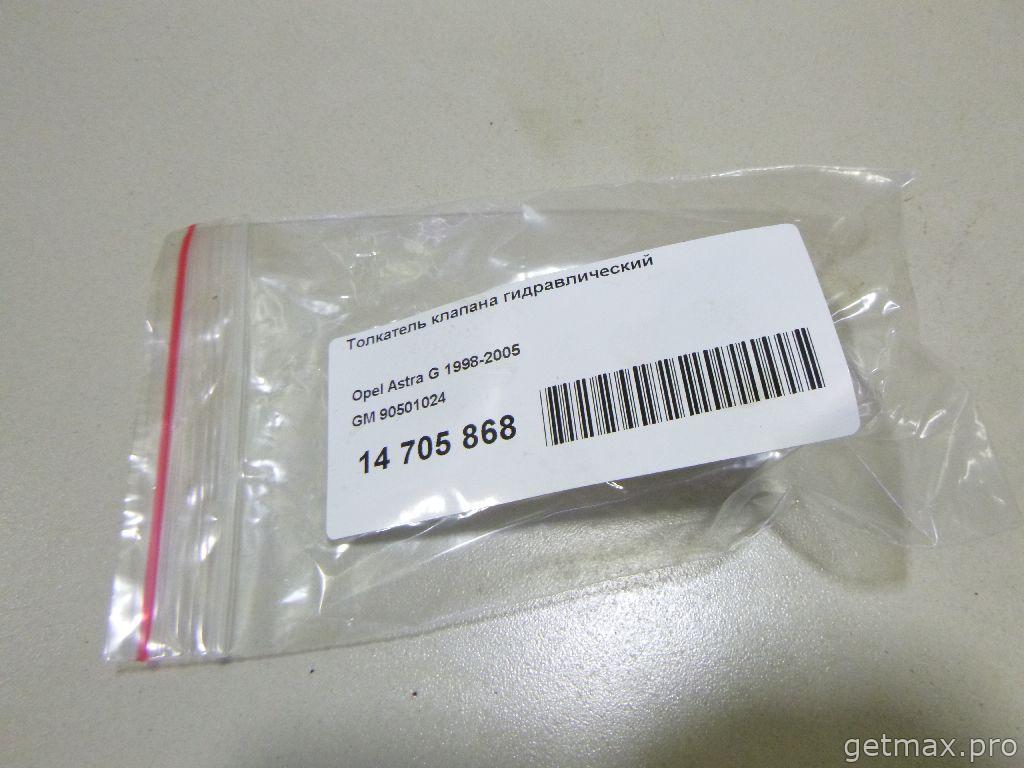 Толкатель клапана гидравлический
Opel Astra G 1998-2005
GM 90501024
14 705 868
getmax.pro